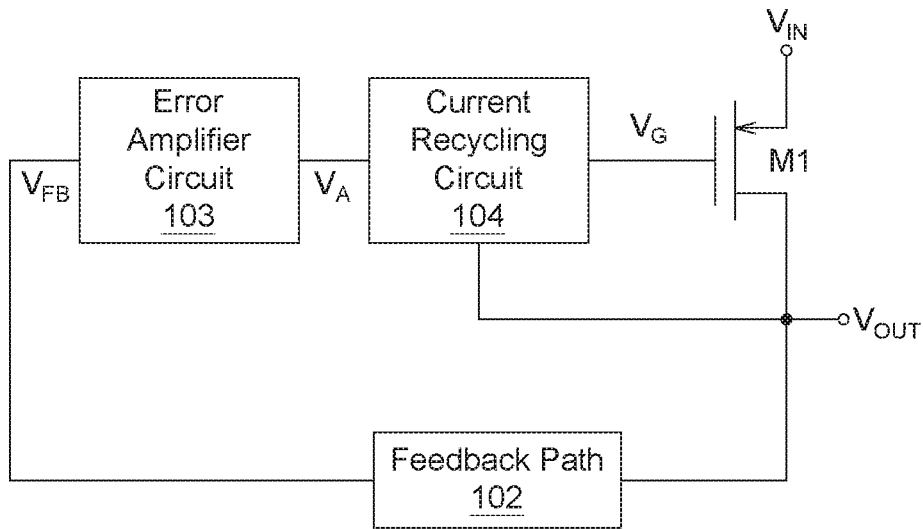 V_IN
Error
Amplifier
Circuit
103
Current
Recycling
Circuit
104
V_FB
V_A
V_G
M1
V_OUT
Feedback Path
102